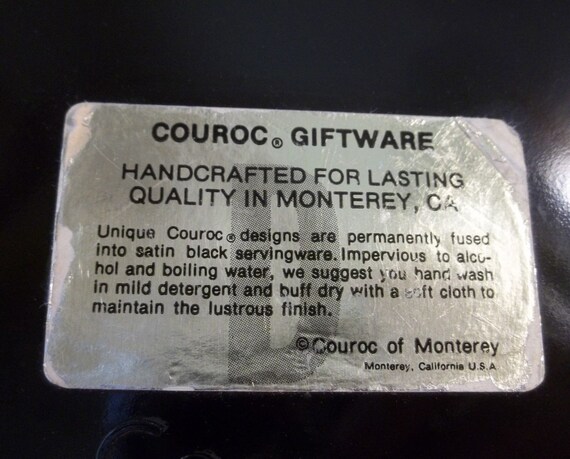 COUROC® GIFTWARE
HANDCRAFTED FOR LASTING
QUALITY IN MONTEREY, CA
Unique Couroc® designs are permanently fused
into satin black servingware. Impervious to alco-
hol and boiling water, we suggest you hand wash
in mild detergent and buff dry with a soft cloth to
maintain the lustrous finish.
©Couroc of Monterey
Monterey, California U.S.A